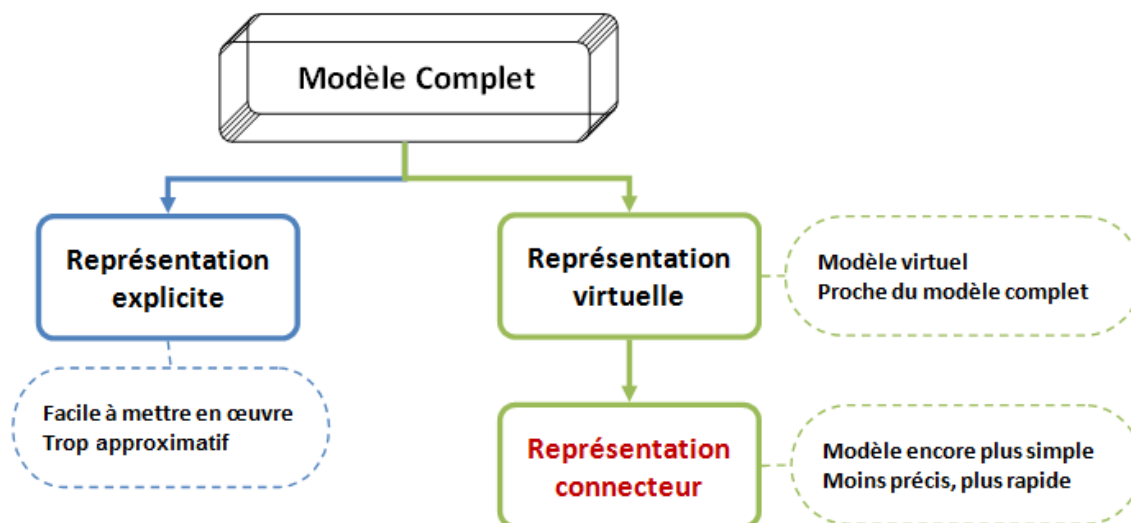 Modèle Complet
Représentation
explicite
Représentation
virtuelle
Modèle virtuel
Proche du modèle complet
Facile à mettre en œuvre
Trop approximatif
Représentation
connecteur
Modèle encore plus simple
Moins précis, plus rapide